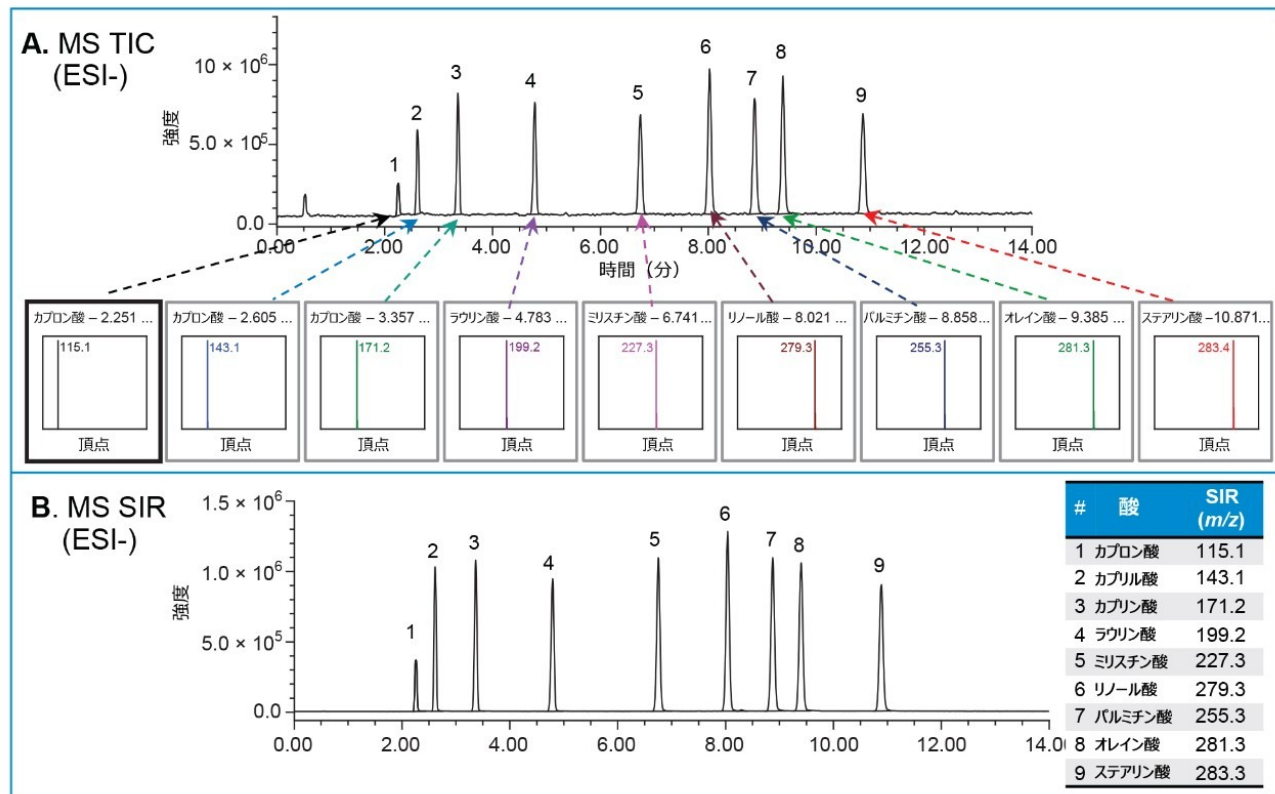 A. MS TIC
(ESI-)
強度
10 × 10⁶
5.0 × 10⁵
0.0
1
2
3
4
5
6
7
8
9
0.00 2.00 4.00 6.00 8.00 10.00 12.00 14.00
時間（分）
カプロン酸 – 2.251 ...
115.1
頂点
カプロン酸 – 2.605 ...
143.1
頂点
カプロン酸 – 3.357 ...
171.2
頂点
ラウリン酸 – 4.783 ...
199.2
頂点
ミリスチン酸 - 6.741...
227.3
頂点
リノール酸 - 8.021 ...
279.3
頂点
パルミチン酸 - 8.858...
255.3
頂点
オレイン酸 - 9.385 ...
281.3
頂点
ステアリン酸 -10.871...
283.4
頂点
B. MS SIR
(ESI-)
強度
1.5 × 10⁶
1.0 × 10⁶
5.0 × 10⁵
0.0
1
2
3
4
5
6
7
8
9
0.00 2.00 4.00 6.00 8.00 10.00 12.00 14.00
# 酸 SIR (m/z)
1 カプロン酸 115.1
2 カプリル酸 143.1
3 カプリン酸 171.2
4 ラウリン酸 199.2
5 ミリスチン酸 227.3
6 リノール酸 279.3
7 パルミチン酸 255.3
8 オレイン酸 281.3
9 ステアリン酸 283.3